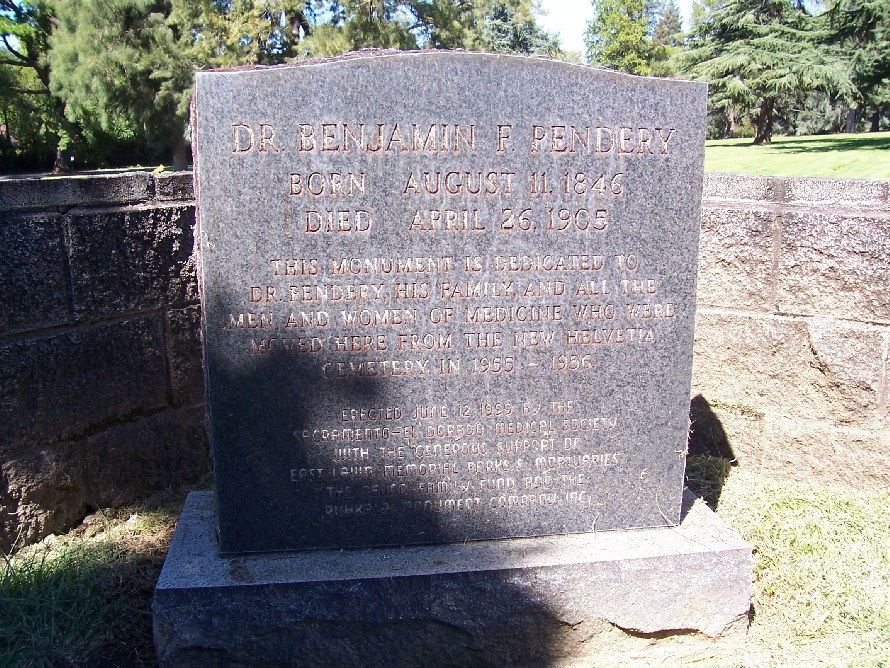 DR. BENJAMIN F. PENDERY
BORN AUGUST 11, 1846
DIED APRIL 26, 1905
THIS MONUMENT IS DEDICATED TO
DR. PENDERY, HIS FAMILY, AND ALL THE
MEN AND WOMEN OF MEDICINE WHO WERE
MOVED HERE FROM THE NEW HELVETIA
CEMETERY IN 1955 - 1956.
ERECTED JUNE 12, 1999 BY THE
SACRAMENTO-EL DORADO MEDICAL SOCIETY
WITH THE GENEROUS SUPPORT OF
EAST LAWN MEMORIAL PARKS & MORTUARIES
THE FAMILY FUND AND THE
MONUMENT COMPANY, INC.